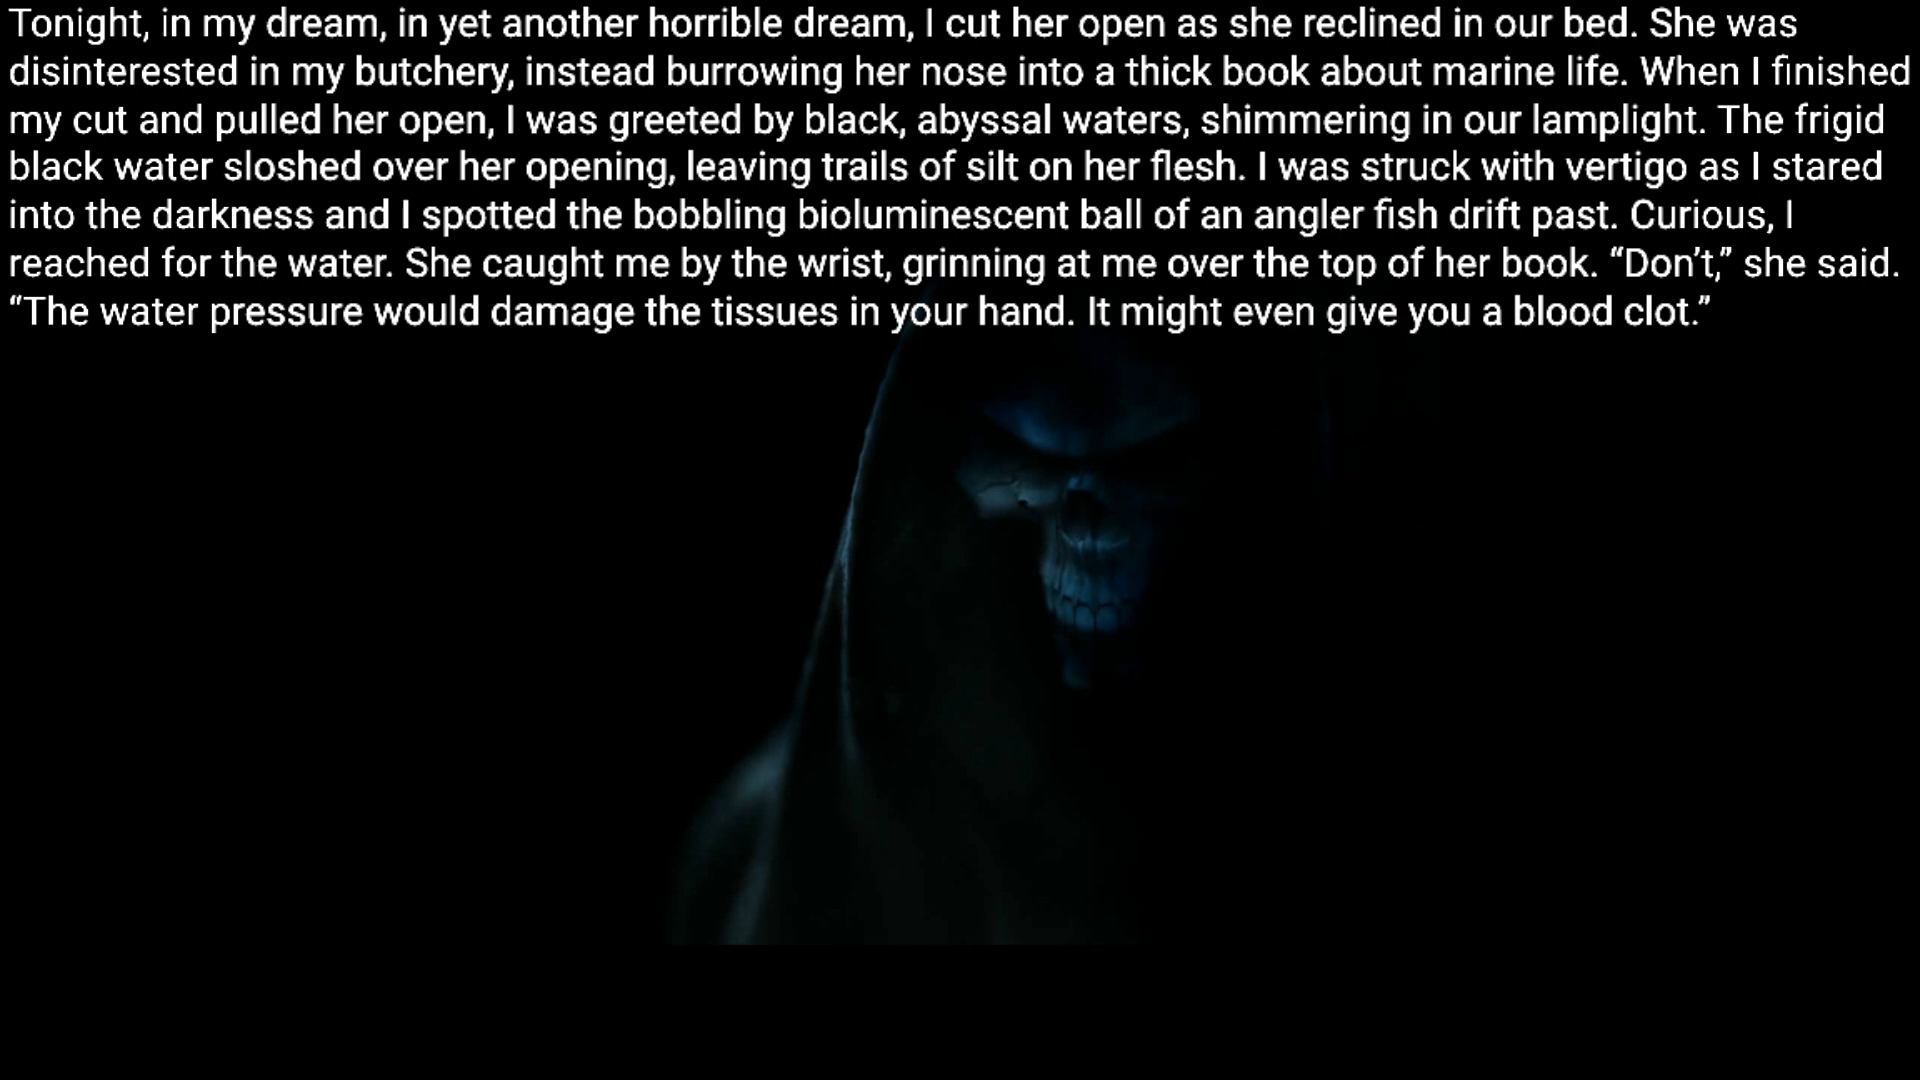 Tonight, in my dream, in yet another horrible dream, I cut her open as she reclined in our bed. She was
disinterested in my butchery, instead burrowing her nose into a thick book about marine life. When I finished
my cut and pulled her open, I was greeted by black, abyssal waters, shimmering in our lamplight. The frigid
black water sloshed over her opening, leaving trails of silt on her flesh. I was struck with vertigo as I stared
into the darkness and I spotted the bobbling bioluminescent ball of an angler fish drift past. Curious, I
reached for the water. She caught me by the wrist, grinning at me over the top of her book. “Don’t,” she said.
“The water pressure would damage the tissues in your hand. It might even give you a blood clot.”